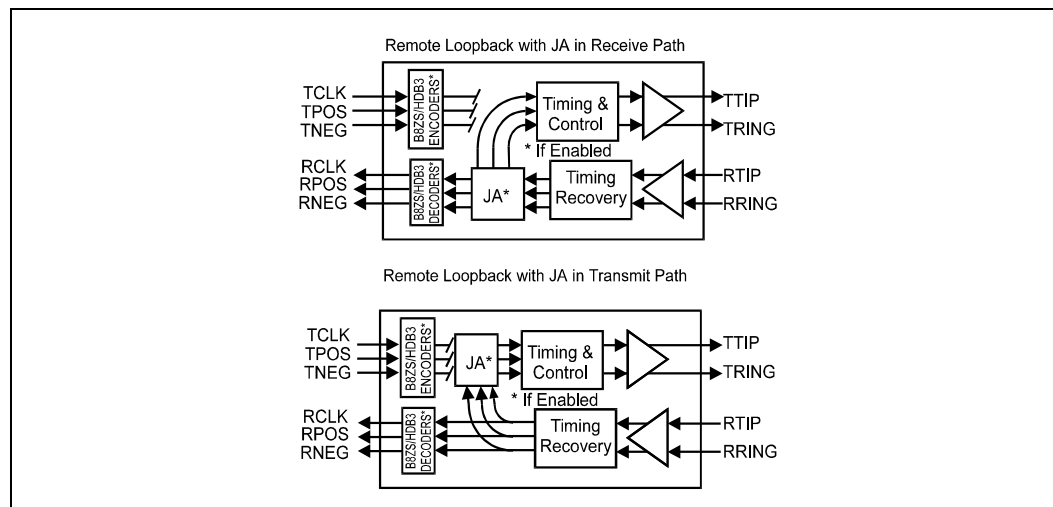 Remote Loopback with JA in Receive Path
TCLK
TPOS
TNEG
B8ZS/HDB3
ENCODERS*
Timing &
Control
TTIP
TRING
* If Enabled
RCLK
RPOS
RNEG
B8ZS/HDB3
DECODERS*
JA*
Timing
Recovery
RTIP
RRING
Remote Loopback with JA in Transmit Path
TCLK
TPOS
TNEG
B8ZS/HDB3
ENCODERS*
JA*
Timing &
Control
TTIP
TRING
* If Enabled
RCLK
RPOS
RNEG
B8ZS/HDB3
DECODERS*
Timing
Recovery
RTIP
RRING